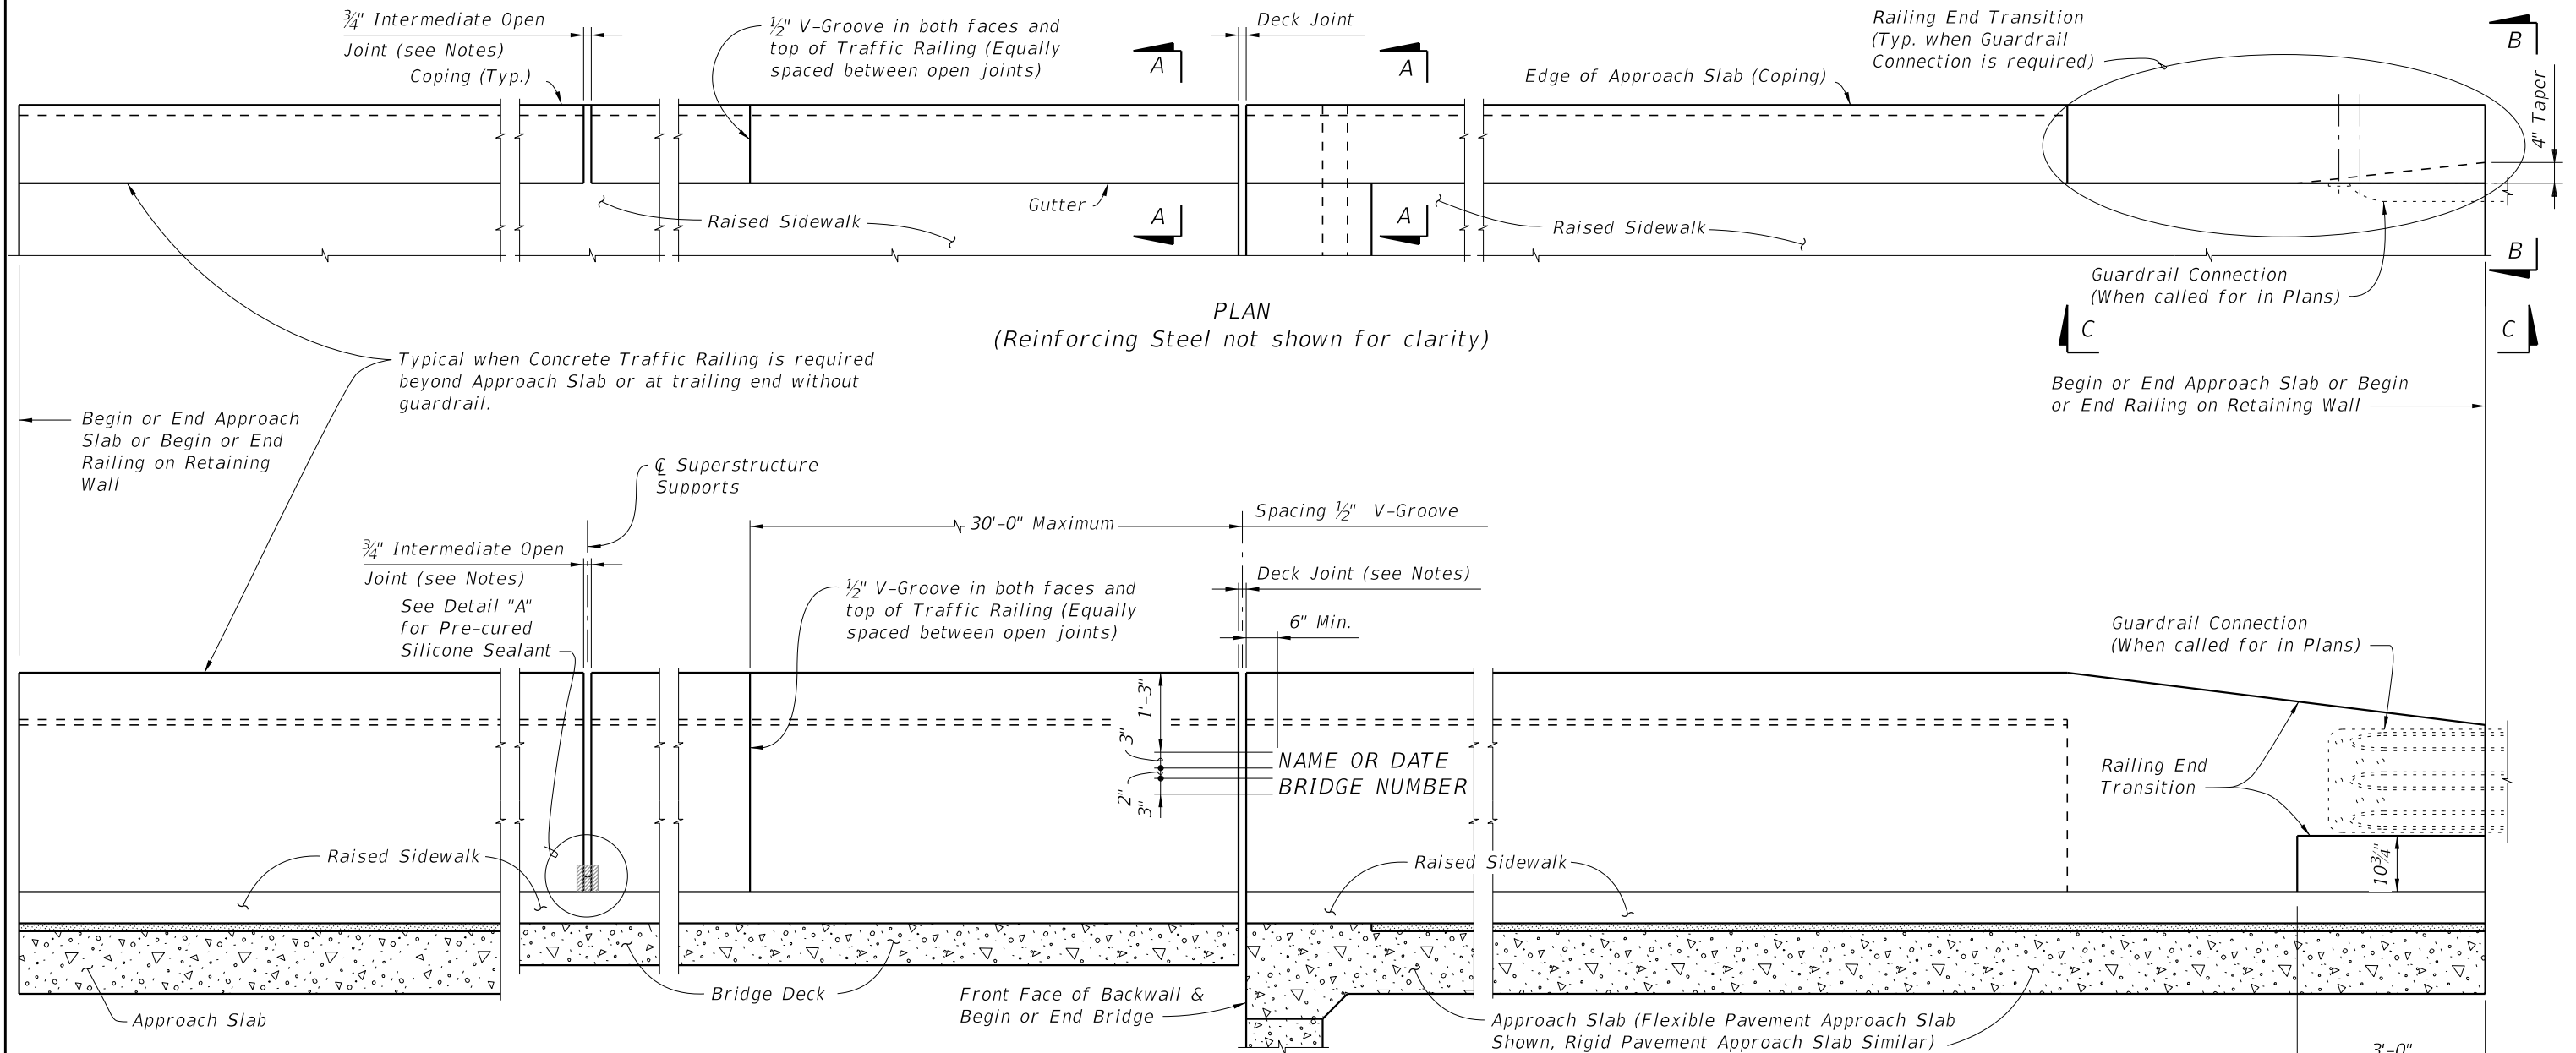 ¾" Intermediate Open
Joint (see Notes)
Coping (Typ.)
½" V-Groove in both faces and
top of Traffic Railing (Equally
spaced between open joints)
A
Deck Joint
A
Edge of Approach Slab (Coping)
Railing End Transition
(Typ. when Guardrail
Connection is required)
B
4" Taper
Raised Sidewalk
Gutter
A
A
Raised Sidewalk
B
Guardrail Connection
(When called for in Plans)
PLAN
(Reinforcing Steel not shown for clarity)
C
C
Typical when Concrete Traffic Railing is required
beyond Approach Slab or at trailing end without
guardrail.
Begin or End Approach Slab or Begin
or End Railing on Retaining Wall
Begin or End Approach
Slab or Begin or End
Railing on Retaining
Wall
℄ Superstructure
Supports
30'-0" Maximum
Spacing ½" V-Groove
¾" Intermediate Open
Joint (see Notes)
See Detail "A"
for Pre-cured
Silicone Sealant
½" V-Groove in both faces and
top of Traffic Railing (Equally
spaced between open joints)
Deck Joint (see Notes)
6" Min.
Guardrail Connection
(When called for in Plans)
1'-3"
3"
2"
3"
NAME OR DATE
BRIDGE NUMBER
Railing End
Transition
Raised Sidewalk
Raised Sidewalk
10¾"
Bridge Deck
Front Face of Backwall &
Begin or End Bridge
Approach Slab
Approach Slab (Flexible Pavement Approach Slab
Shown, Rigid Pavement Approach Slab Similar)
3'-0"